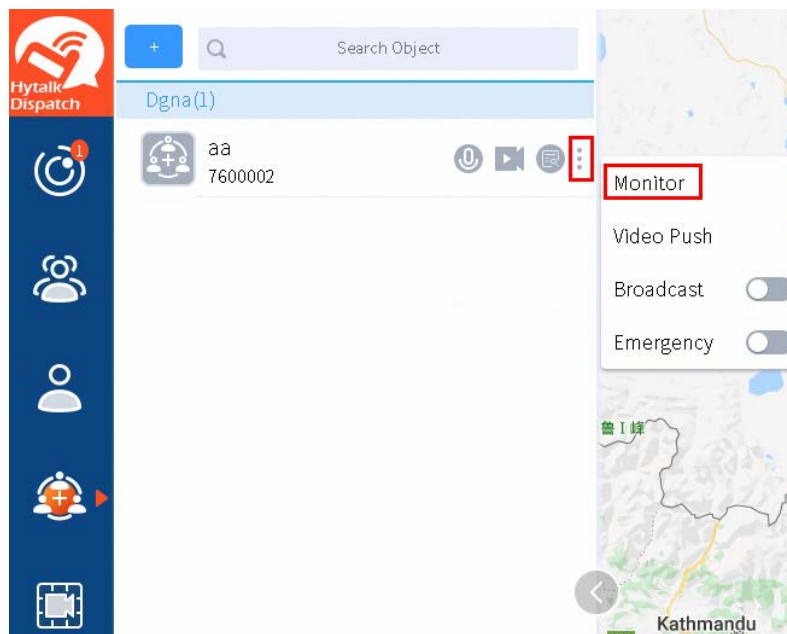 Hytalk
Dispatch
+
Search Object
Dgna(1)
1
aa
7600002
Monitor
Video Push
Broadcast
Emergency
鲁 I 峰
Kathmandu